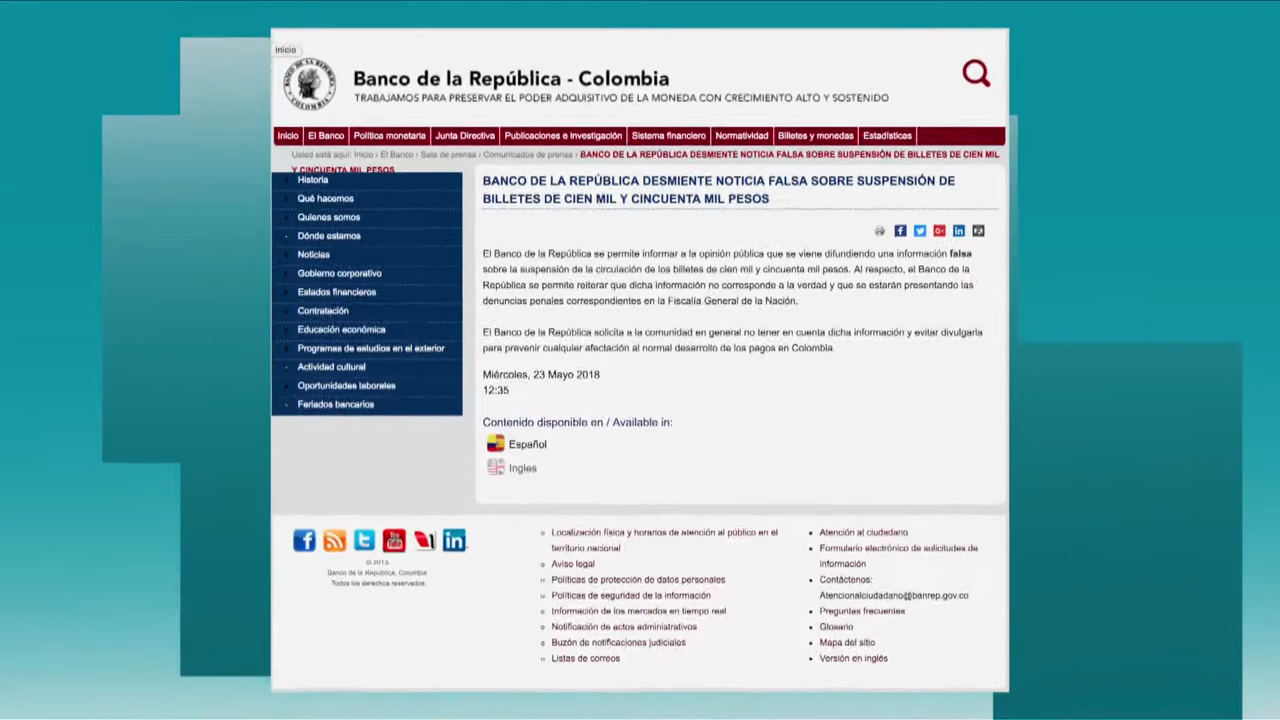 Inicio
BANCO DE LA REPÚBLICA
COLOMBIA
Banco de la República - Colombia
TRABAJAMOS PARA PRESERVAR EL PODER ADQUISITIVO DE LA MONEDA CON CRECIMIENTO ALTO Y SOSTENIDO
Inicio El Banco Política monetaria Junta Directiva Publicaciones e Investigación Sistema financiero Normatividad Billetes y monedas Estadísticas
Usted está aquí: Inicio › El Banco › Sala de prensa › Comunicados de prensa › BANCO DE LA REPÚBLICA DESMIENTE NOTICIA FALSA SOBRE SUSPENSIÓN DE BILLETES DE CIEN MIL
Y CINCUENTA MIL PESOS
Historia
Qué hacemos
Quienes somos
Dónde estamos
Noticias
Gobierno corporativo
Estados financieros
Contratación
Educación económica
Programas de estudios en el exterior
Actividad cultural
Oportunidades laborales
Feriados bancarios
BANCO DE LA REPÚBLICA DESMIENTE NOTICIA FALSA SOBRE SUSPENSIÓN DE
BILLETES DE CIEN MIL Y CINCUENTA MIL PESOS
El Banco de la República se permite informar a la opinión pública que se viene difundiendo una información falsa
sobre la suspensión de la circulación de los billetes de cien mil y cincuenta mil pesos. Al respecto, el Banco de la
República se permite reiterar que dicha información no corresponde a la verdad y que se estarán presentando las
denuncias penales correspondientes en la Fiscalía General de la Nación.
El Banco de la República solicita a la comunidad en general no tener en cuenta dicha información y evitar divulgarla
para prevenir cualquier afectación al normal desarrollo de los pagos en Colombia
Miércoles, 23 Mayo 2018
12:35
Contenido disponible en / Available in:
Español
Ingles
© 2013
Banco de la República, Colombia
Todos los derechos reservados.
Localización física y horarios de atención al público en el
territorio nacional
Aviso legal
Políticas de protección de datos personales
Políticas de seguridad de la información
Información de los mercados en tiempo real
Notificación de actos administrativos
Buzón de notificaciones judiciales
Listas de correos
Atención al ciudadano
Formulario electrónico de solicitudes de
información
Contáctenos:
Atencionalciudadano@banrep.gov.co
Preguntas frecuentes
Glosario
Mapa del sitio
Versión en inglés